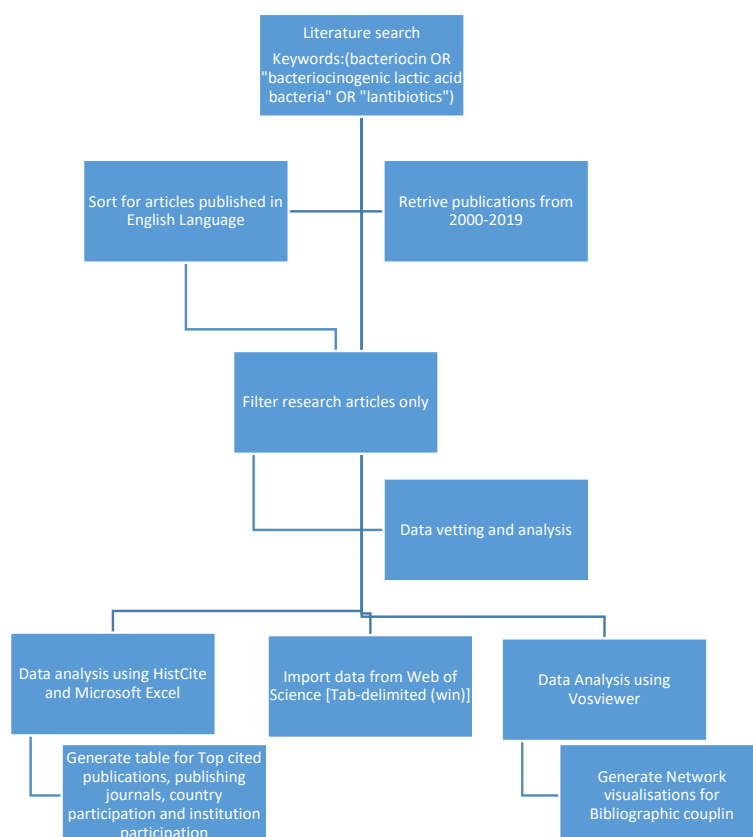 Literature search
Keywords:(bacteriocin OR
"bacteriocinogenic lactic acid
bacteria" OR "lantibiotics")
Sort for articles published in
English Language
Retrive publications from
2000-2019
Filter research articles only
Data vetting and analysis
Data analysis using HistCite
and Microsoft Excel
Import data from Web of
Science [Tab-delimited (win)]
Data Analysis using
Vosviewer
Generate table for Top cited
publications, publishing
journals, country
participation and institution
participation
Generate Network
visualisations for
Bibliographic couplin